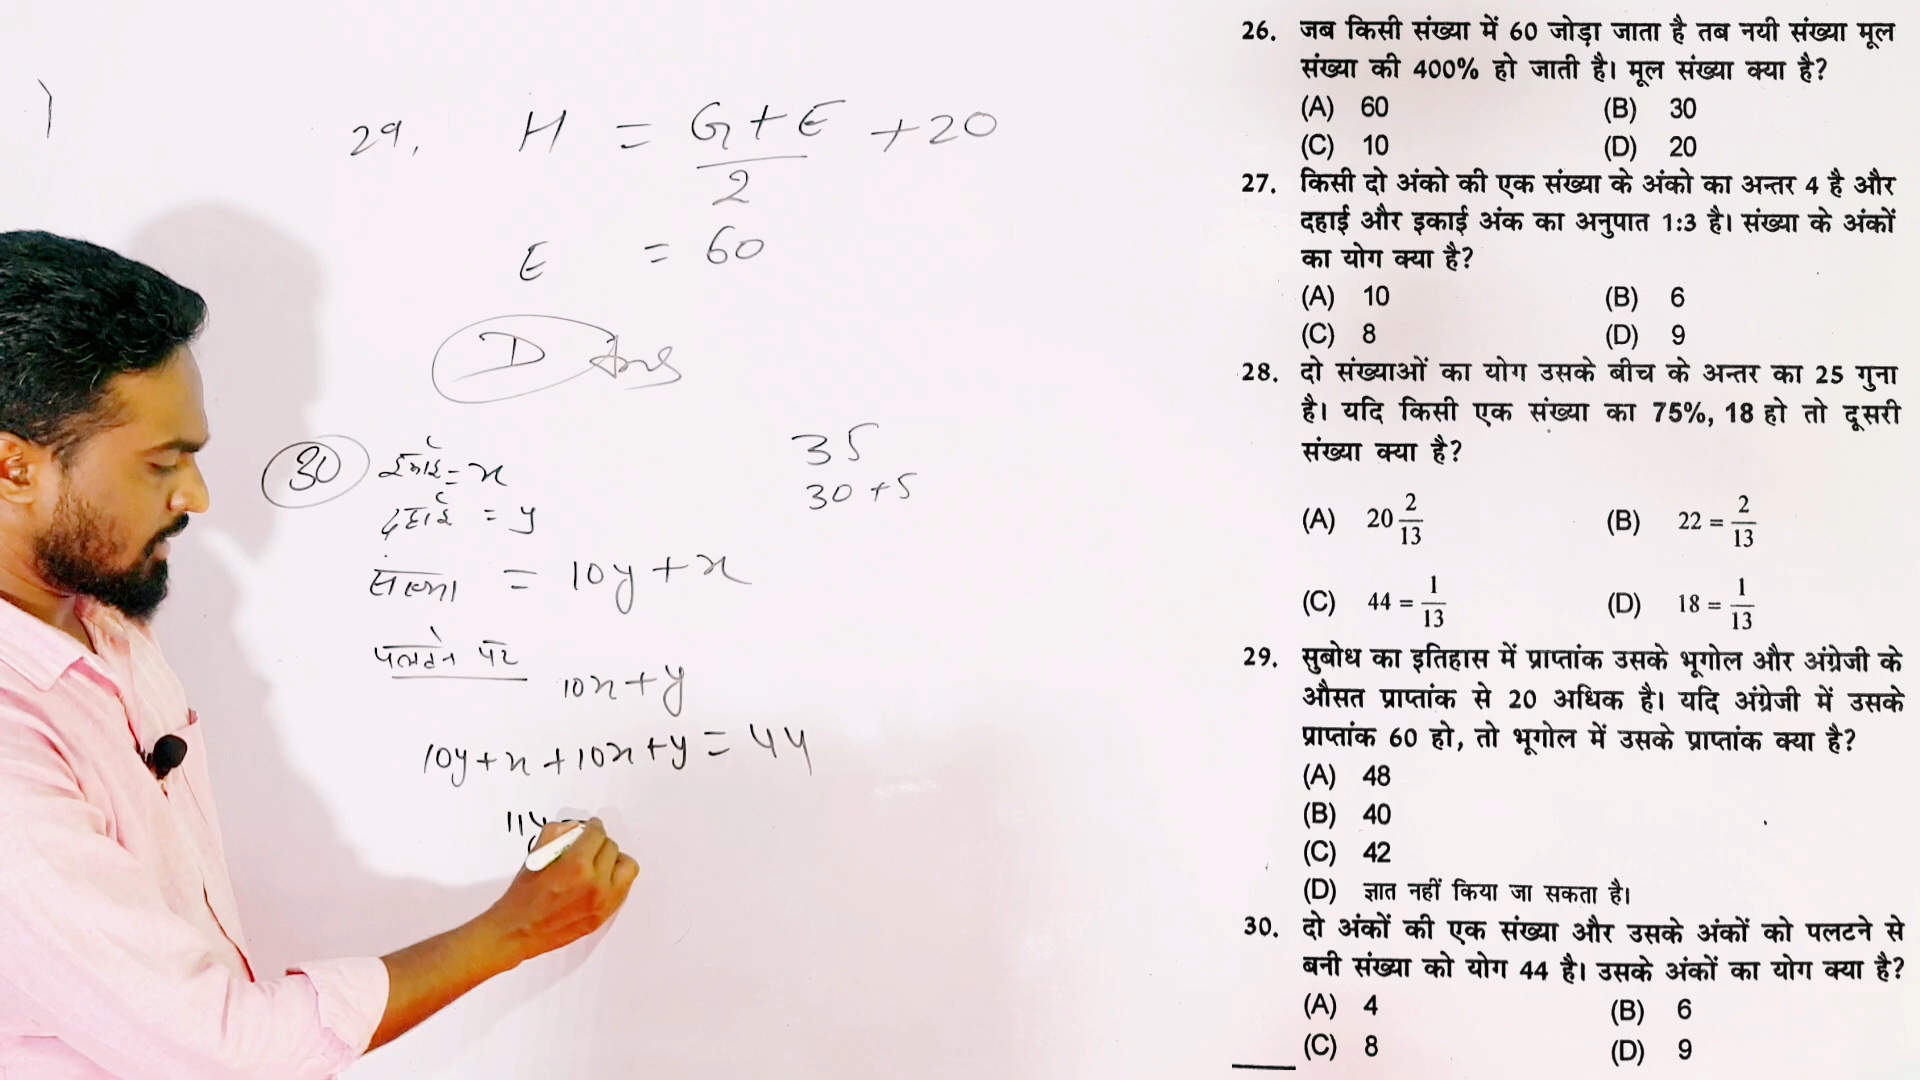 29. H = G+E/2 +20
E = 60
D Ans
30 इकाई = x
दहाई = y
35
30+5
संख्या = 10y+x
पलटने पर
10x+y
10y+x+10x+y=44
11y
26. जब किसी संख्या में 60 जोड़ा जाता है तब नयी संख्या मूल
संख्या की 400% हो जाती है। मूल संख्या क्या है?
(A) 60 (B) 30
(C) 10 (D) 20
27. किसी दो अंको की एक संख्या के अंको का अन्तर 4 है और
दहाई और इकाई अंक का अनुपात 1:3 है। संख्या के अंकों
का योग क्या है?
(A) 10 (B) 6
(C) 8 (D) 9
28. दो संख्याओं का योग उसके बीच के अन्तर का 25 गुना
है। यदि किसी एक संख्या का 75%, 18 हो तो दूसरी
संख्या क्या है?
(A) 20 2/13 (B) 22 = 2/13
(C) 44 = 1/13 (D) 18 = 1/13
29. सुबोध का इतिहास में प्राप्तांक उसके भूगोल और अंग्रेजी के
औसत प्राप्तांक से 20 अधिक है। यदि अंग्रेजी में उसके
प्राप्तांक 60 हो, तो भूगोल में उसके प्राप्तांक क्या है?
(A) 48
(B) 40
(C) 42
(D) ज्ञात नहीं किया जा सकता है।
30. दो अंकों की एक संख्या और उसके अंकों को पलटने से
बनी संख्या को योग 44 है। उसके अंकों का योग क्या है?
(A) 4 (B) 6
(C) 8 (D) 9